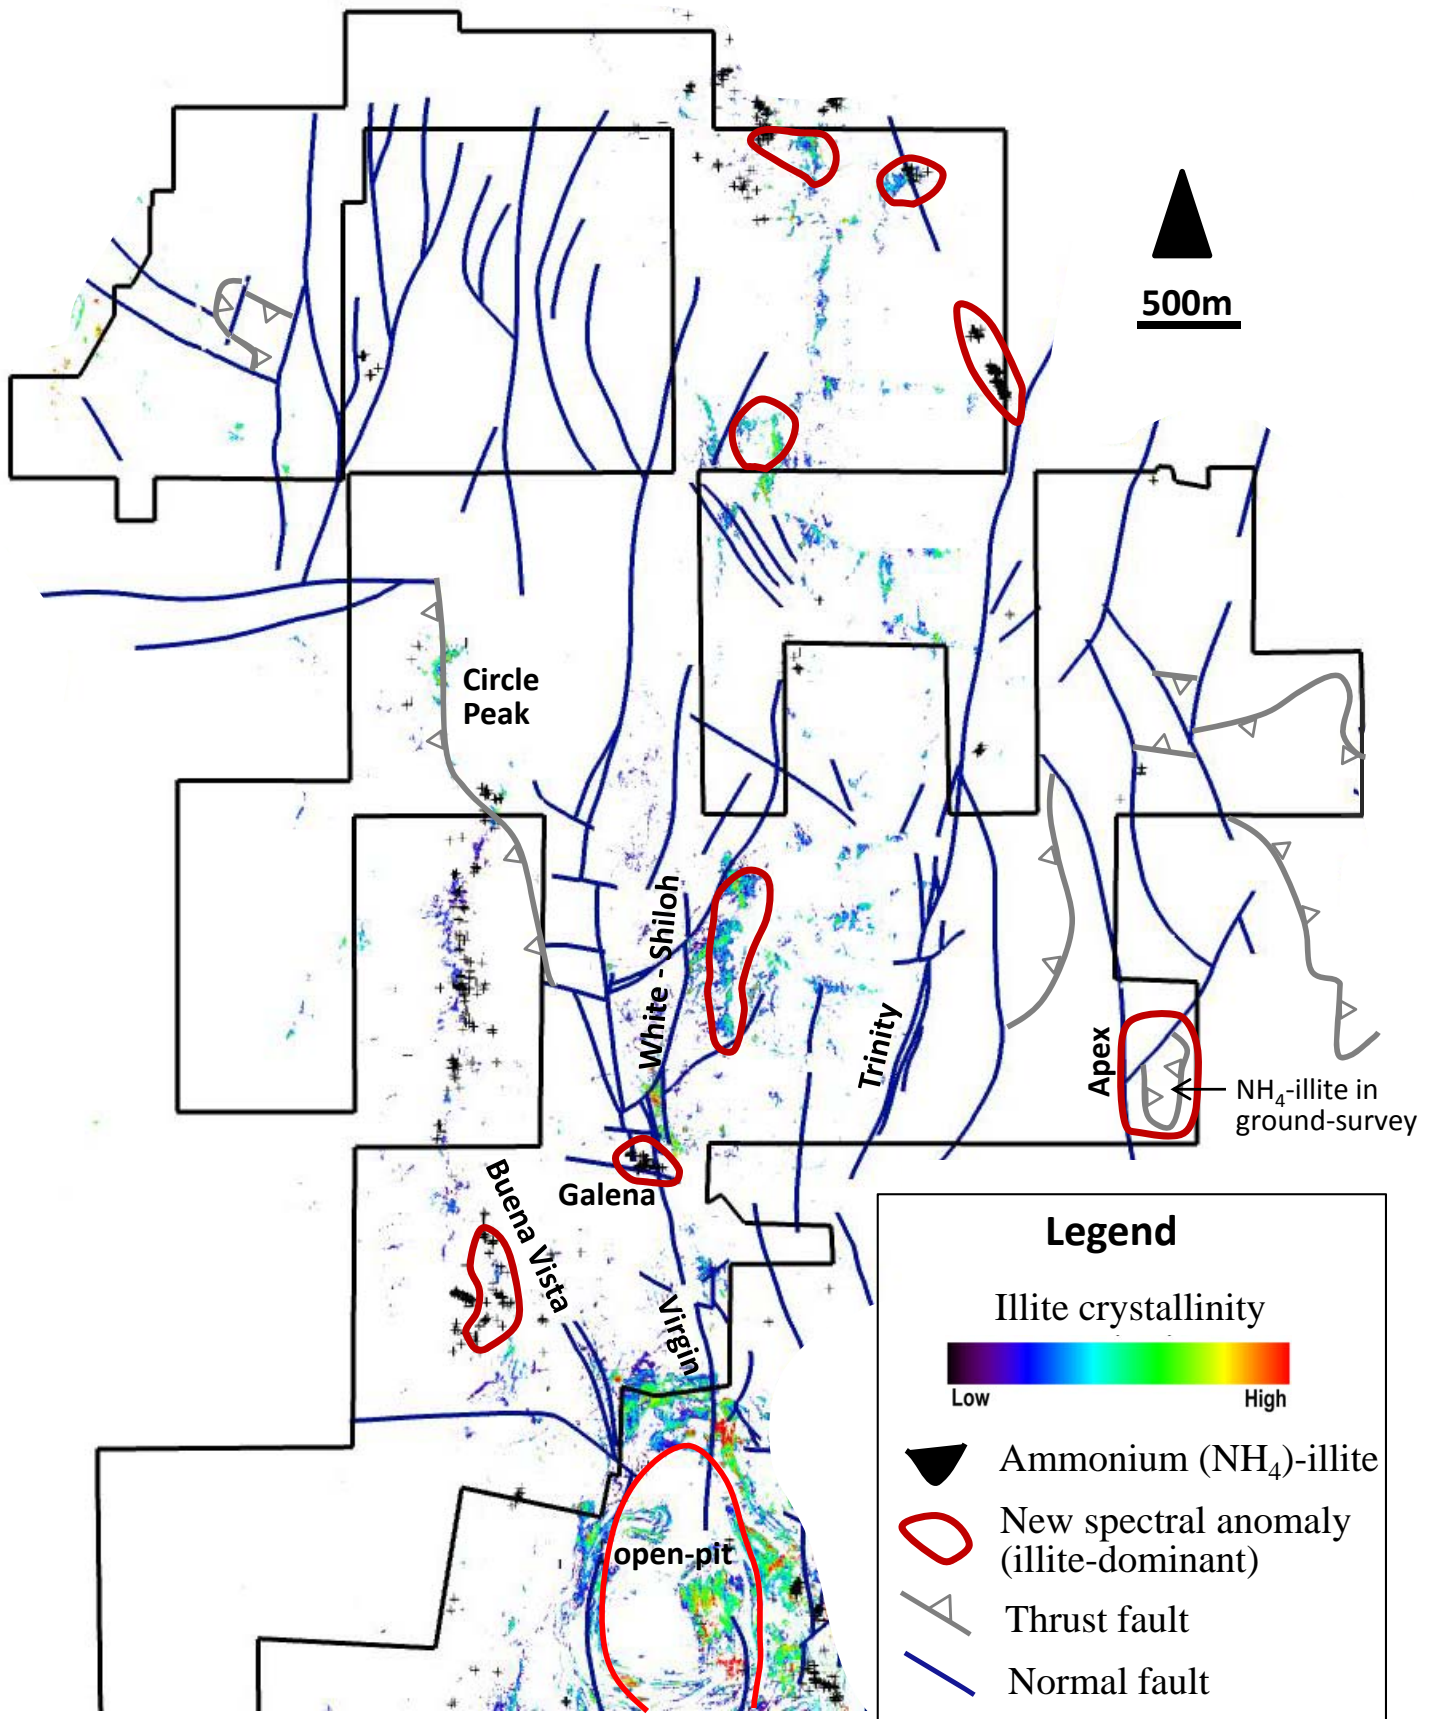 500m
Circle
Peak
White - Shiloh
Trinity
Apex
NH4-illite in
ground-survey
Galena
Buena Vista
Virgin
open-pit
Legend
Illite crystallinity
Low
High
Ammonium (NH4)-illite
New spectral anomaly
(illite-dominant)
Thrust fault
Normal fault